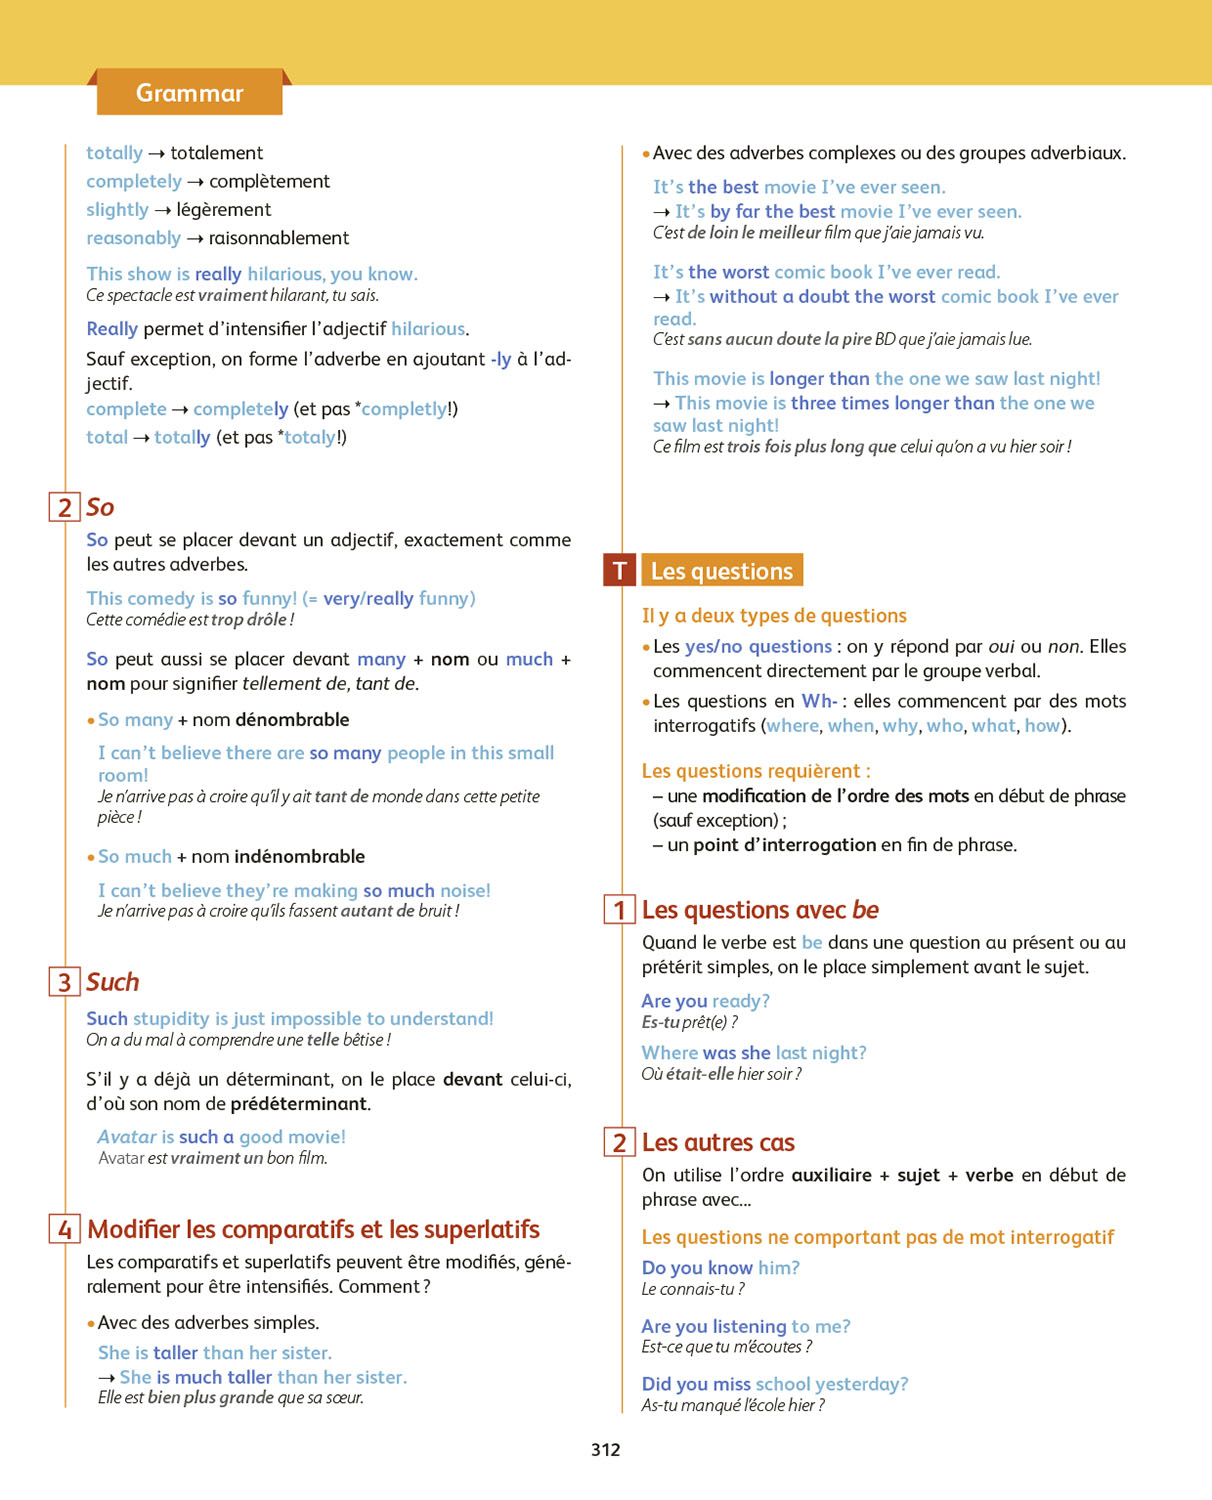 Grammar
totally → totalement
completely → complètement
slightly → légèrement
reasonably → raisonnablement
This show is really hilarious, you know.
Ce spectacle est vraiment hilarant, tu sais.
Really permet d’intensifier l’adjectif hilarious.
Sauf exception, on forme l’adverbe en ajoutant -ly à l’ad-
jectif.
complete → completely (et pas *completly!)
total → totally (et pas *totaly!)
2 So
So peut se placer devant un adjectif, exactement comme
les autres adverbes.
This comedy is so funny! (= very/really funny)
Cette comédie est trop drôle !
So peut aussi se placer devant many + nom ou much +
nom pour signifier tellement de, tant de.
• So many + nom dénombrable
I can’t believe there are so many people in this small
room!
Je n’arrive pas à croire qu’il y ait tant de monde dans cette petite
pièce !
• So much + nom indénombrable
I can’t believe they’re making so much noise!
Je n’arrive pas à croire qu’ils fassent autant de bruit !
3 Such
Such stupidity is just impossible to understand!
On a du mal à comprendre une telle bêtise !
S’il y a déjà un déterminant, on le place devant celui-ci,
d’où son nom de prédéterminant.
Avatar is such a good movie!
Avatar est vraiment un bon film.
4 Modifier les comparatifs et les superlatifs
Les comparatifs et superlatifs peuvent être modifiés, géné-
ralement pour être intensifiés. Comment ?
• Avec des adverbes simples.
She is taller than her sister.
→ She is much taller than her sister.
Elle est bien plus grande que sa sœur.
• Avec des adverbes complexes ou des groupes adverbiaux.
It’s the best movie I’ve ever seen.
→ It’s by far the best movie I’ve ever seen.
C’est de loin le meilleur film que j’aie jamais vu.
It’s the worst comic book I’ve ever read.
→ It’s without a doubt the worst comic book I’ve ever
read.
C’est sans aucun doute la pire BD que j’aie jamais lue.
This movie is longer than the one we saw last night!
→ This movie is three times longer than the one we
saw last night!
Ce film est trois fois plus long que celui qu’on a vu hier soir !
T Les questions
Il y a deux types de questions
• Les yes/no questions : on y répond par oui ou non. Elles
commencent directement par le groupe verbal.
• Les questions en Wh- : elles commencent par des mots
interrogatifs (where, when, why, who, what, how).
Les questions requièrent :
– une modification de l’ordre des mots en début de phrase
(sauf exception) ;
– un point d’interrogation en fin de phrase.
1 Les questions avec be
Quand le verbe est be dans une question au présent ou au
prétérit simples, on le place simplement avant le sujet.
Are you ready?
Es-tu prêt(e) ?
Where was she last night?
Où était-elle hier soir ?
2 Les autres cas
On utilise l’ordre auxiliaire + sujet + verbe en début de
phrase avec...
Les questions ne comportant pas de mot interrogatif
Do you know him?
Le connais-tu ?
Are you listening to me?
Est-ce que tu m’écoutes ?
Did you miss school yesterday?
As-tu manqué l’école hier ?
312